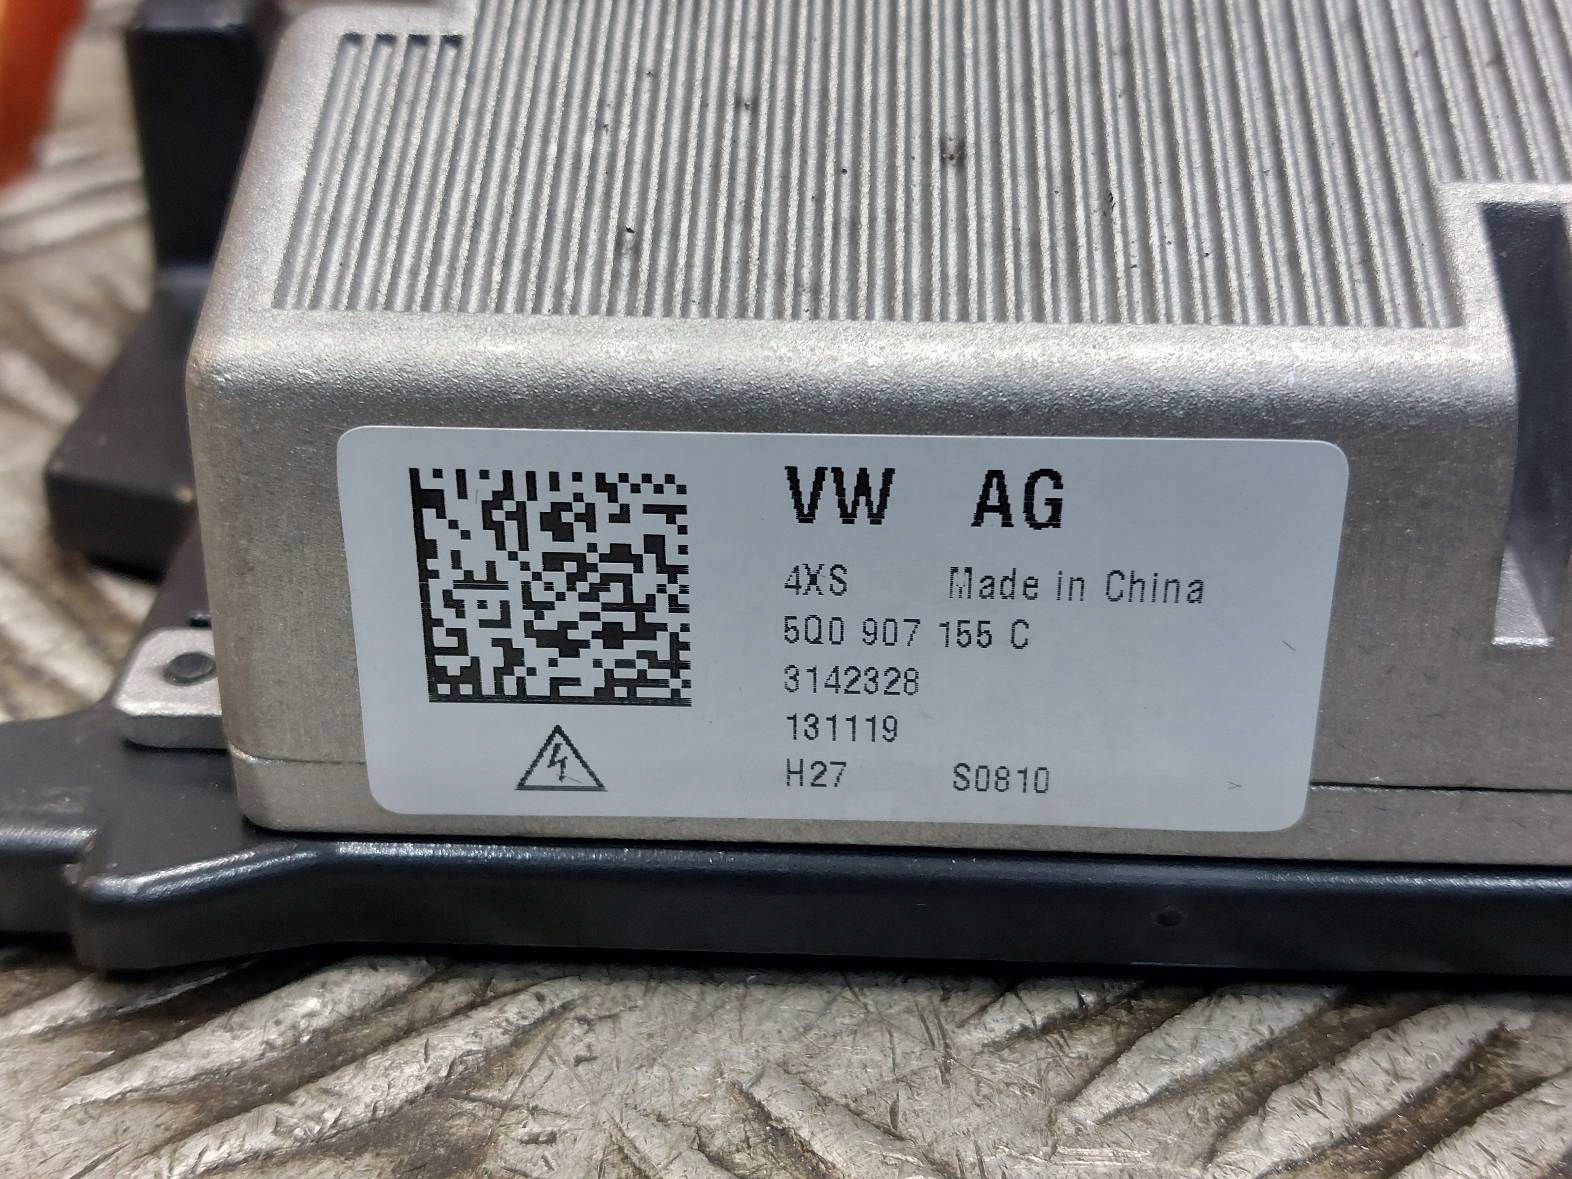 VW AG
4XS Made in China
5Q0 907 155 C
3142328
131119
H27 S0810